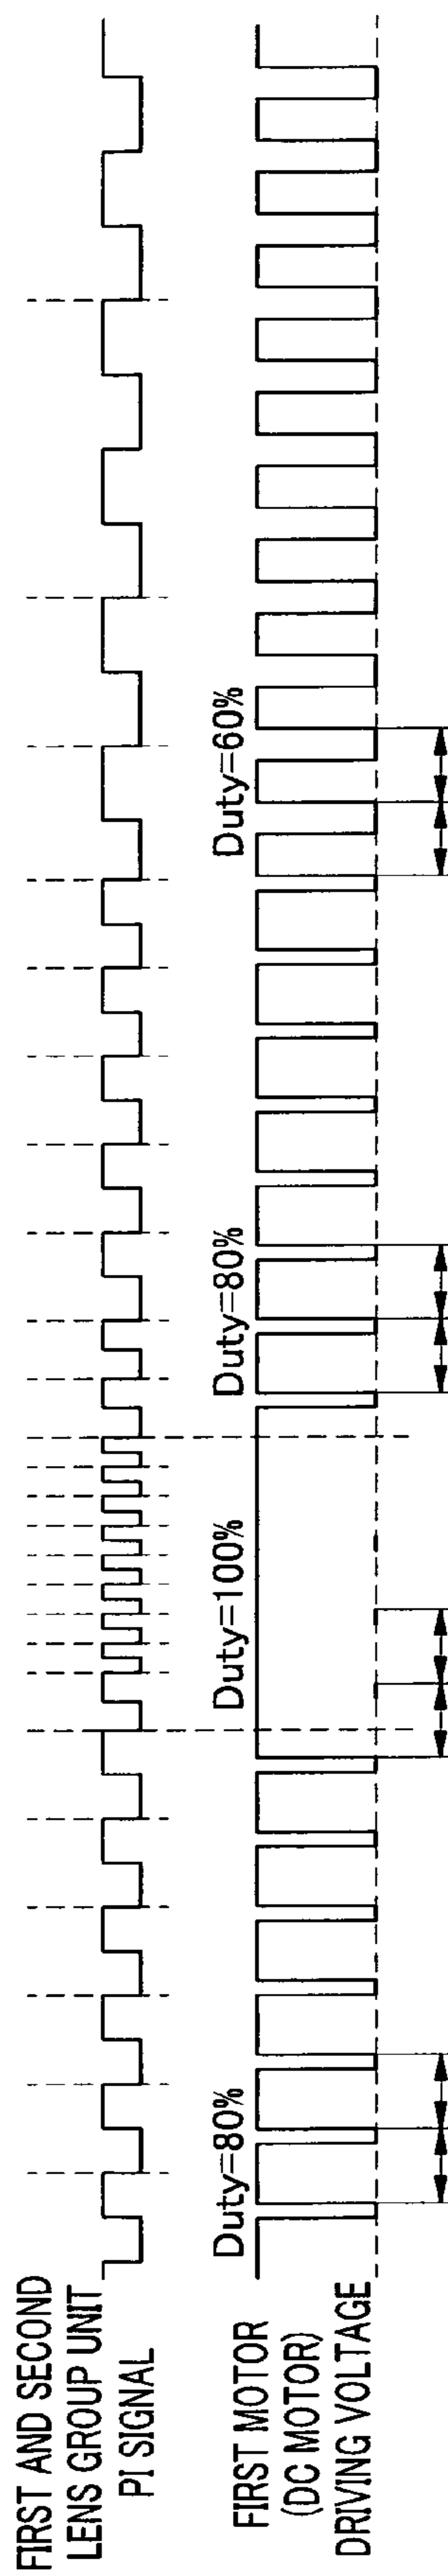 FIRST AND SECOND
LENS GROUP UNIT
PI SIGNAL
FIRST MOTOR
(DC MOTOR)
DRIVING VOLTAGE
Duty=80%
Duty=100%
Duty=80%
Duty=60%